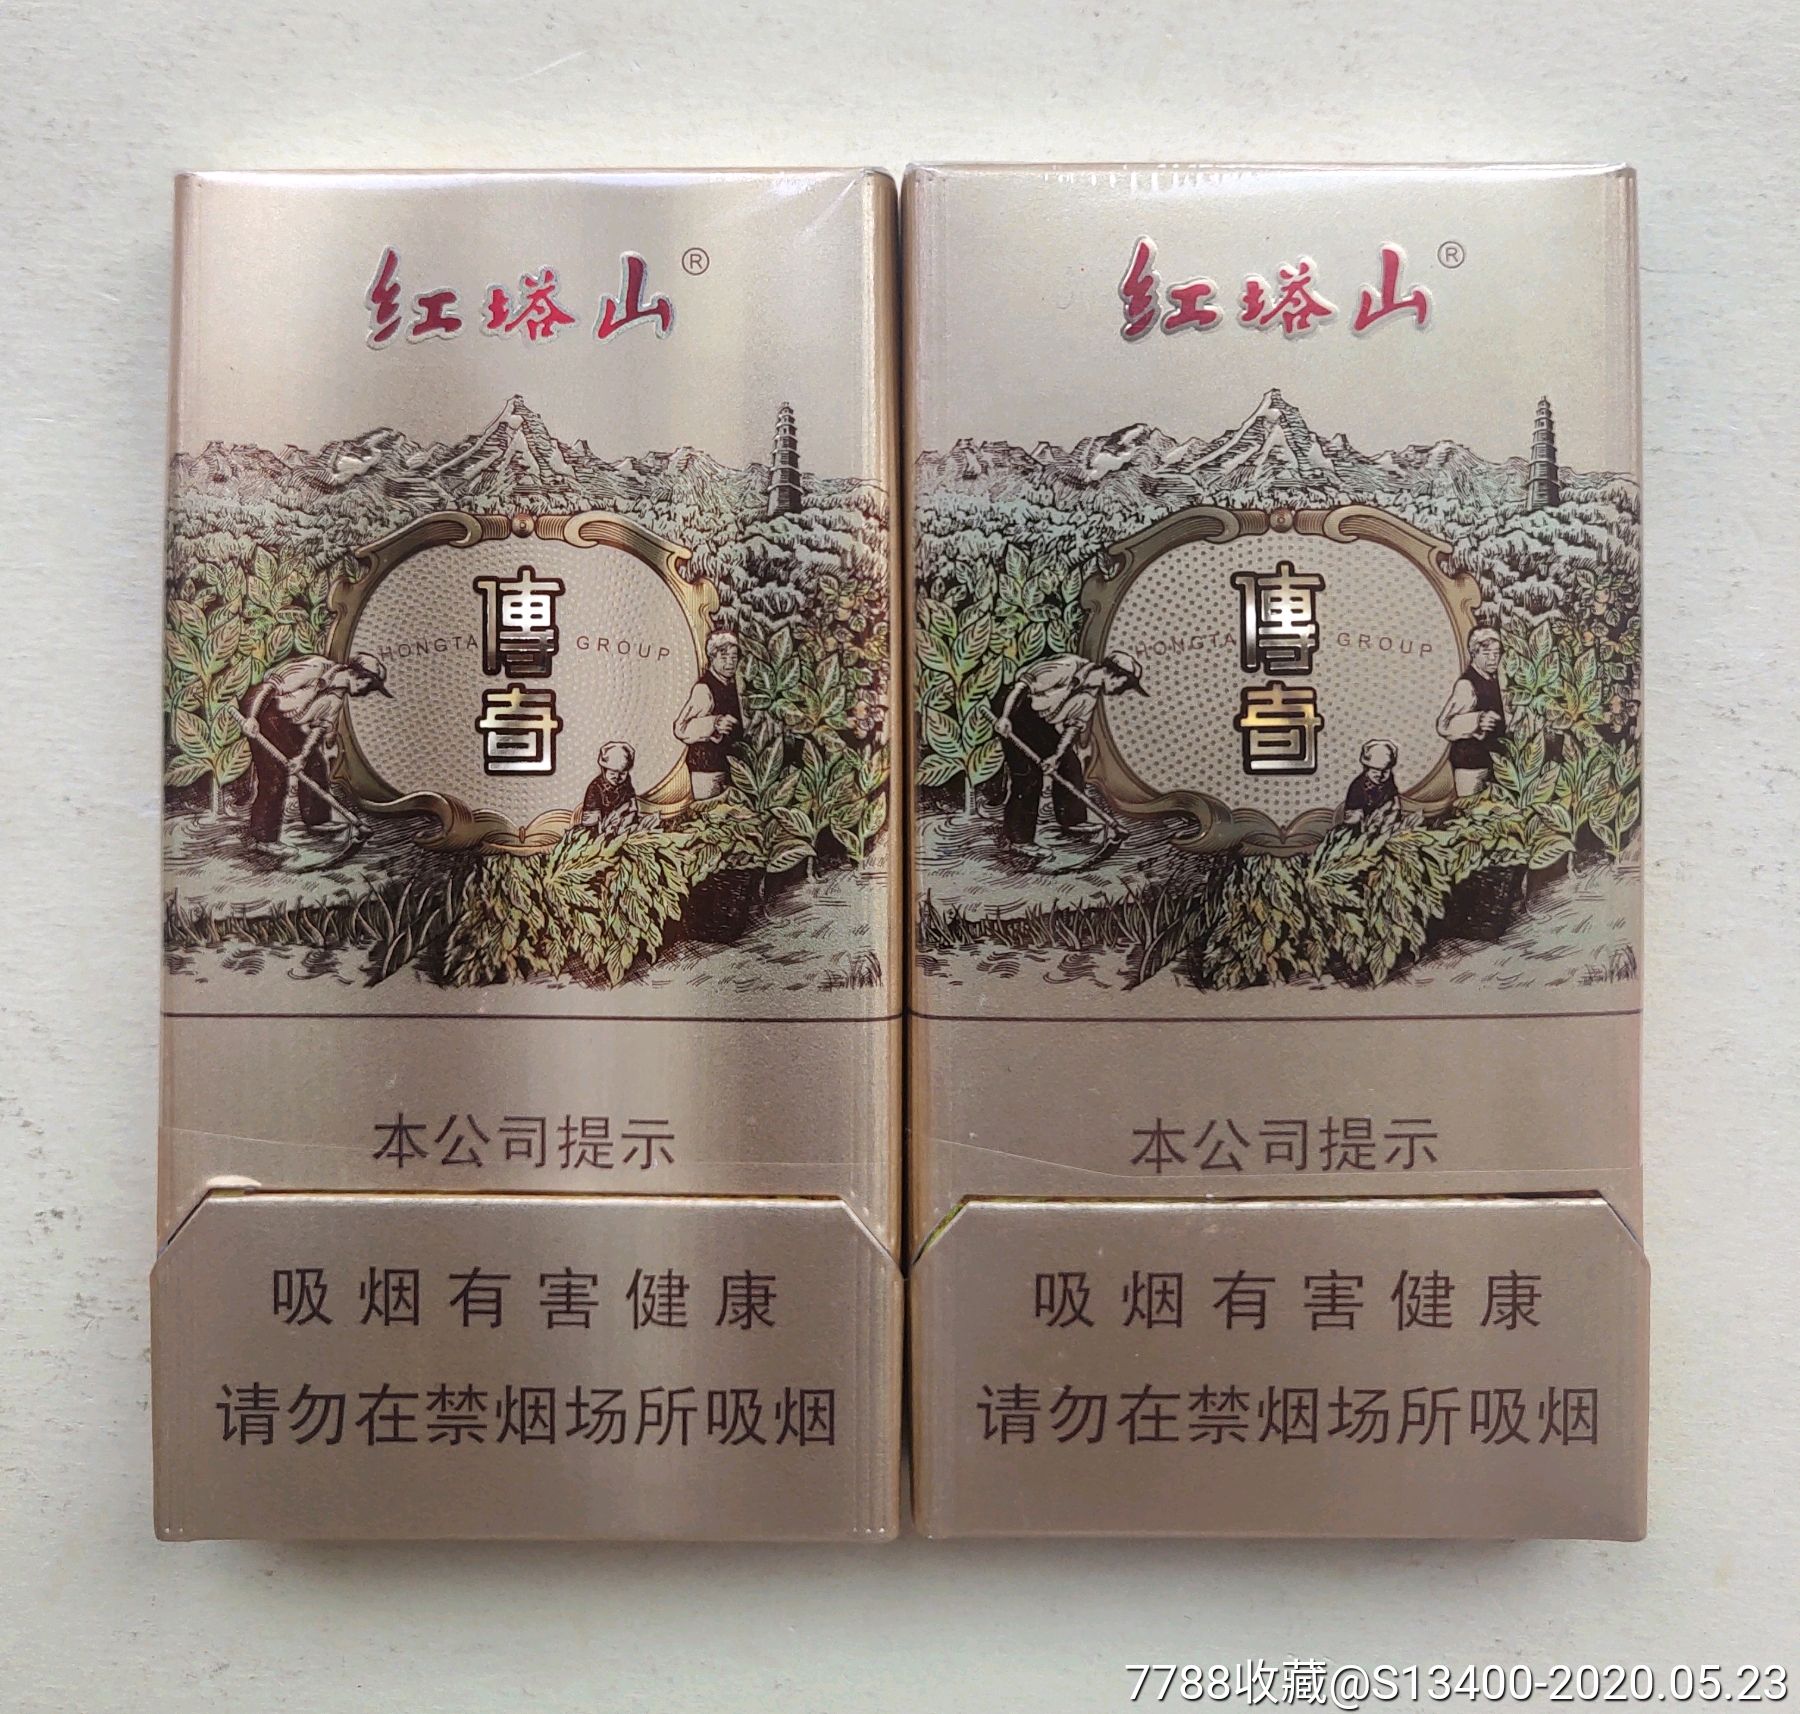 红塔山®
傳奇
HONGTA GROUP
本公司提示
吸烟有害健康
请勿在禁烟场所吸烟
红塔山®
傳奇
HONGTA GROUP
本公司提示
吸烟有害健康
请勿在禁烟场所吸烟
7788收藏@S13400-2020.05.23